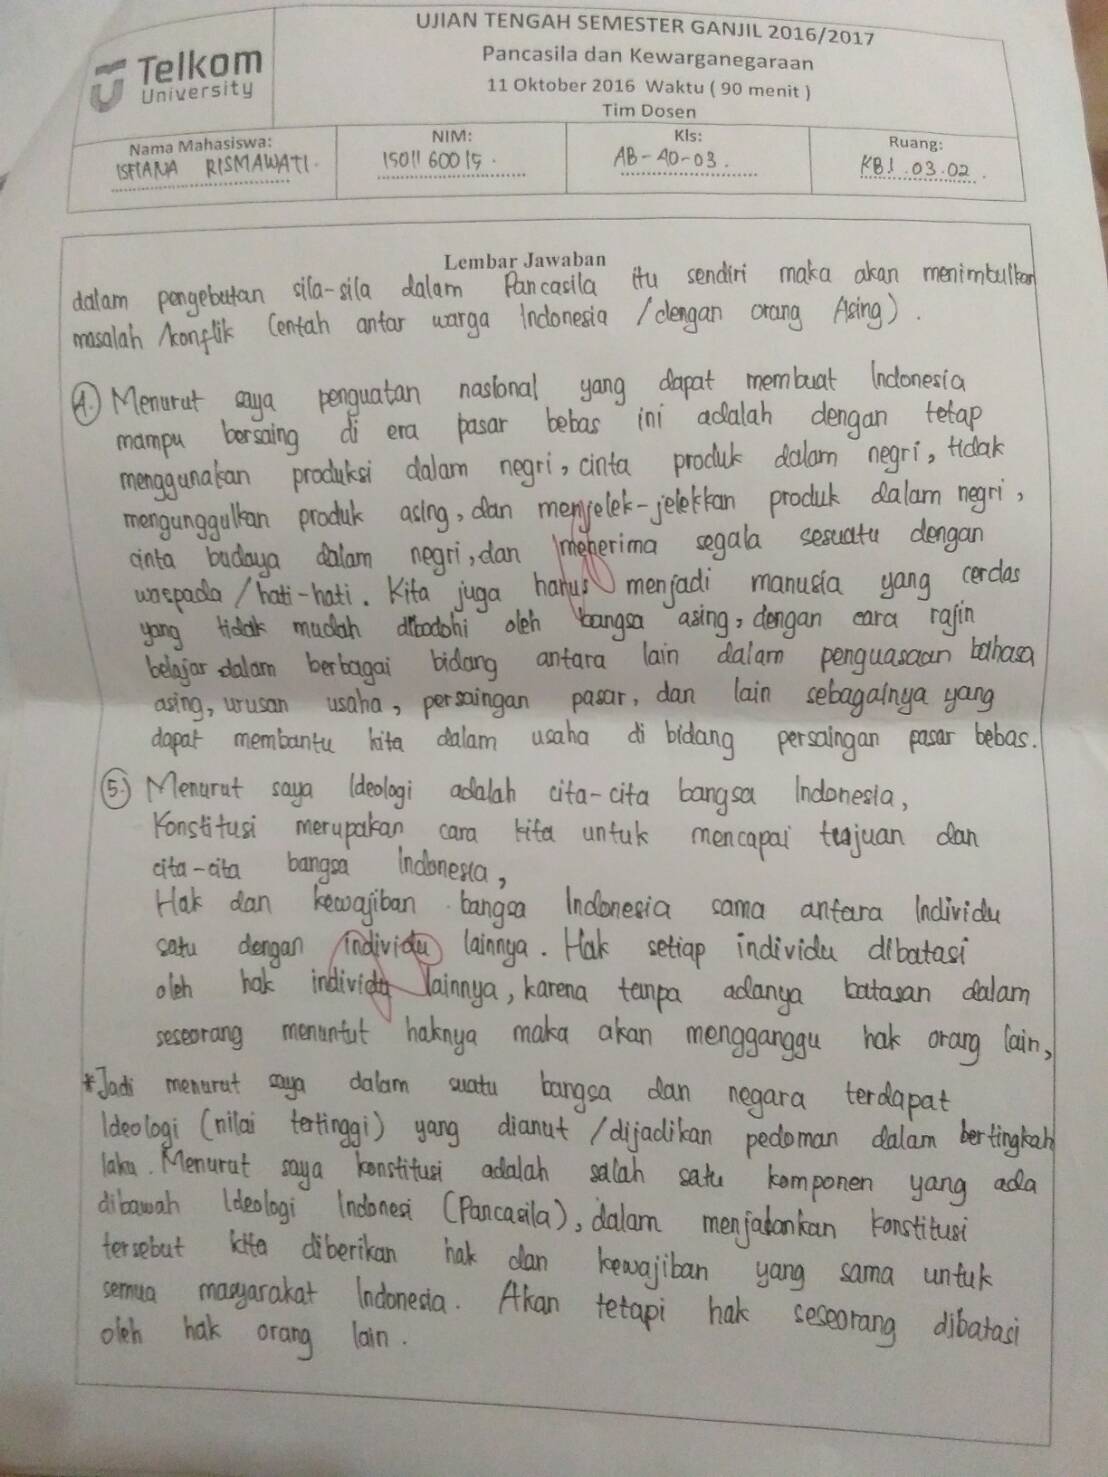 Telkom
University
UJIAN TENGAH SEMESTER GANJIL 2016/2017
Pancasila dan Kewarganegaraan
11 Oktober 2016 Waktu ( 90 menit )
Tim Dosen
Nama Mahasiswa:
RISMAWATI.
NIM:
1501160015.
Kls:
AB-40-03.
Ruang:
KB1.03.02.
Lembar Jawaban
dalam pengebutan sila-sila dalam Pancasila itu sendiri maka akan menimbulkan
masalah /konflik (entah antar warga Indonesia /dengan orang Asing).
4.) Menurut saya penguatan nasional yang dapat membuat Indonesia
mampu bersaing di era pasar bebas ini adalah dengan tetap
menggunakan produksi dalam negri, cinta produk dalam negri, tidak
mengunggulkan produk asing, dan menjelek-jelekkan produk dalam negri,
cinta budaya dalam negri, dan menerima segala sesuatu dengan
waspada /hati-hati. Kita juga harus menjadi manusia yang cerdas
yang tidak mudah dibodohi oleh bangsa asing, dengan cara rajin
belajar dalam berbagai bidang antara lain dalam penguasaan bahasa
asing, urusan usaha, persaingan pasar, dan lain sebagainya yang
dapat membantu kita dalam usaha di bidang persaingan pasar bebas.
5.) Menurut saya Ideologi adalah cita-cita bangsa Indonesia,
Konstitusi merupakan cara kita untuk mencapai tujuan dan
cita-cita bangsa Indonesia,
Hak dan kewajiban bangsa Indonesia sama antara Individu
satu dengan individu lainnya. Hak setiap individu dibatasi
oleh hak individu lainnya, karena tanpa adanya batasan dalam
seseorang menuntut haknya maka akan mengganggu hak orang lain,
*Jadi menurut saya dalam suatu bangsa dan negara terdapat
Ideologi (nilai tertinggi) yang dianut /dijadikan pedoman dalam bertingkah
laku. Menurut saya konstitusi adalah salah satu komponen yang ada
dibawah Ideologi Indonesi (Pancasila), dalam menjalankan konstitusi
tersebut kita diberikan hak dan kewajiban yang sama untuk
semua masyarakat Indonesia. Akan tetapi hak seseorang dibatasi
oleh hak orang lain.